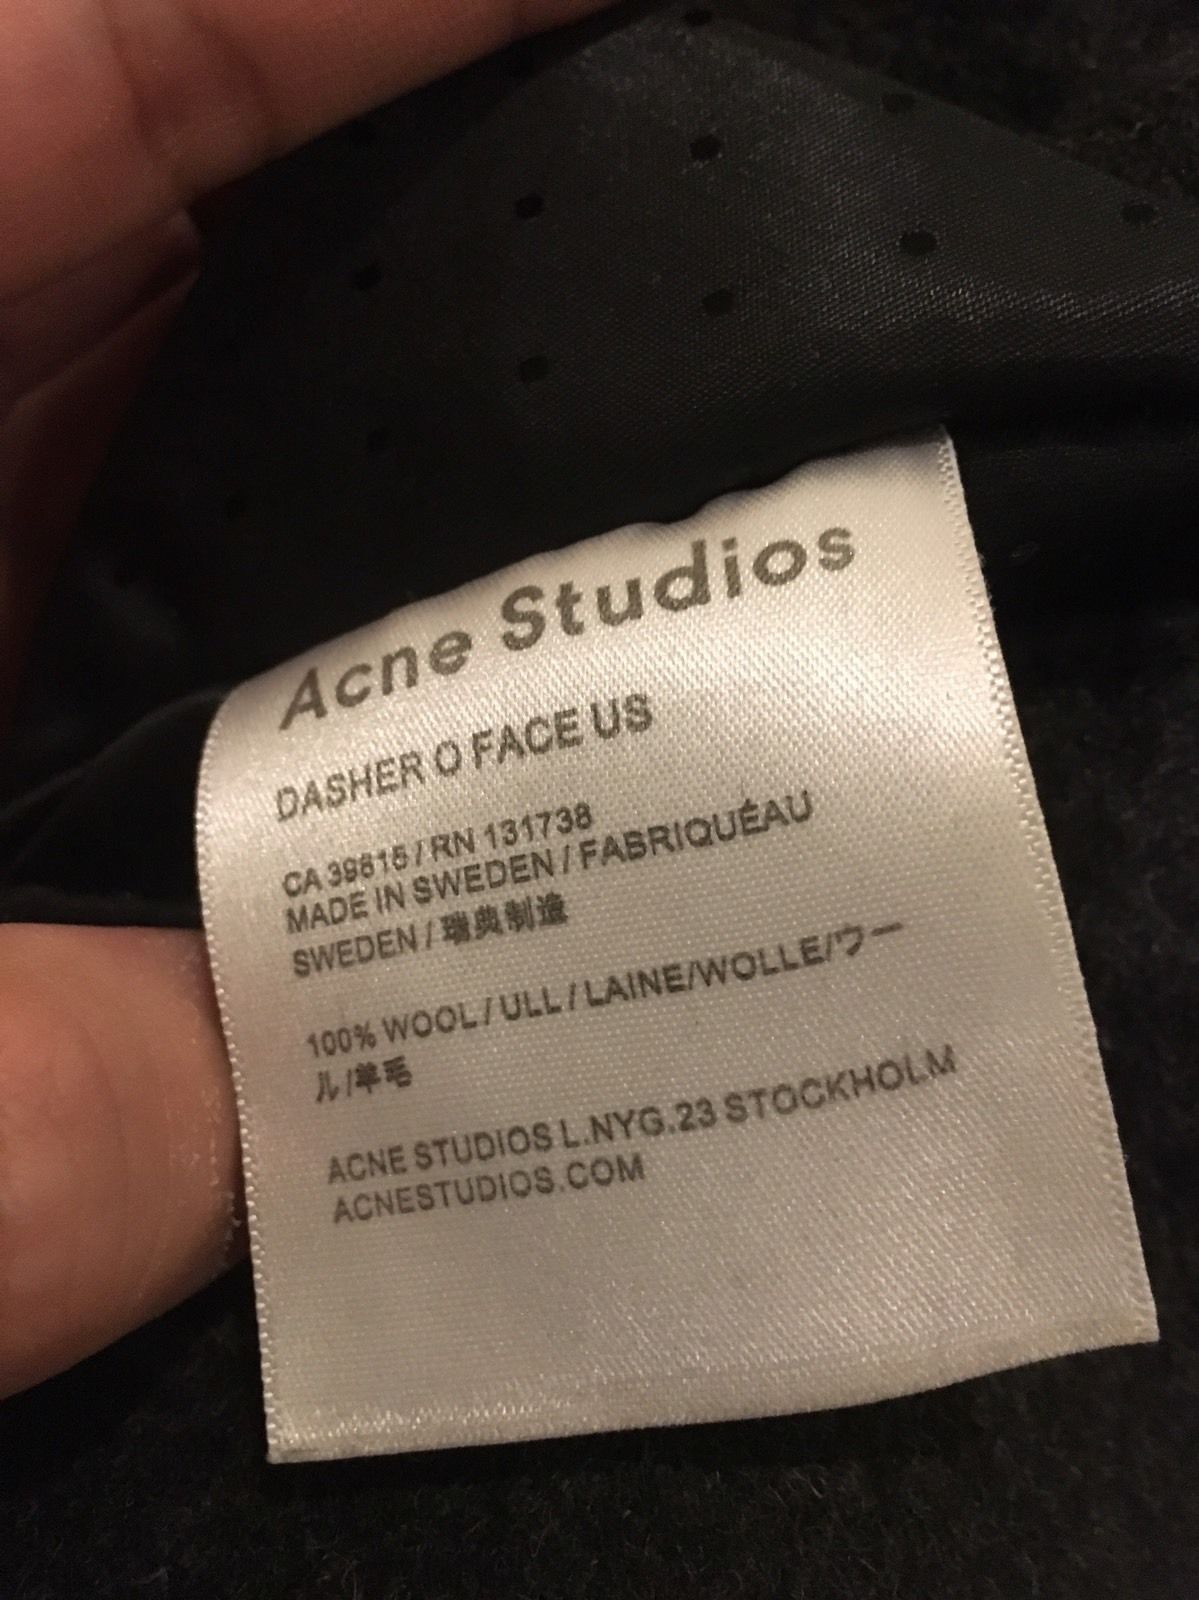 Acne Studios
DASHER O FACE US
CA 39815 / RN 131738
MADE IN SWEDEN / FABRIQUÉAU
SWEDEN / 瑞典制造
100% WOOL / ULL / LAINE/WOLLE/ウー
ル /羊毛
ACNE STUDIOS L.NYG.23 STOCKHOLM
ACNESTUDIOS.COM